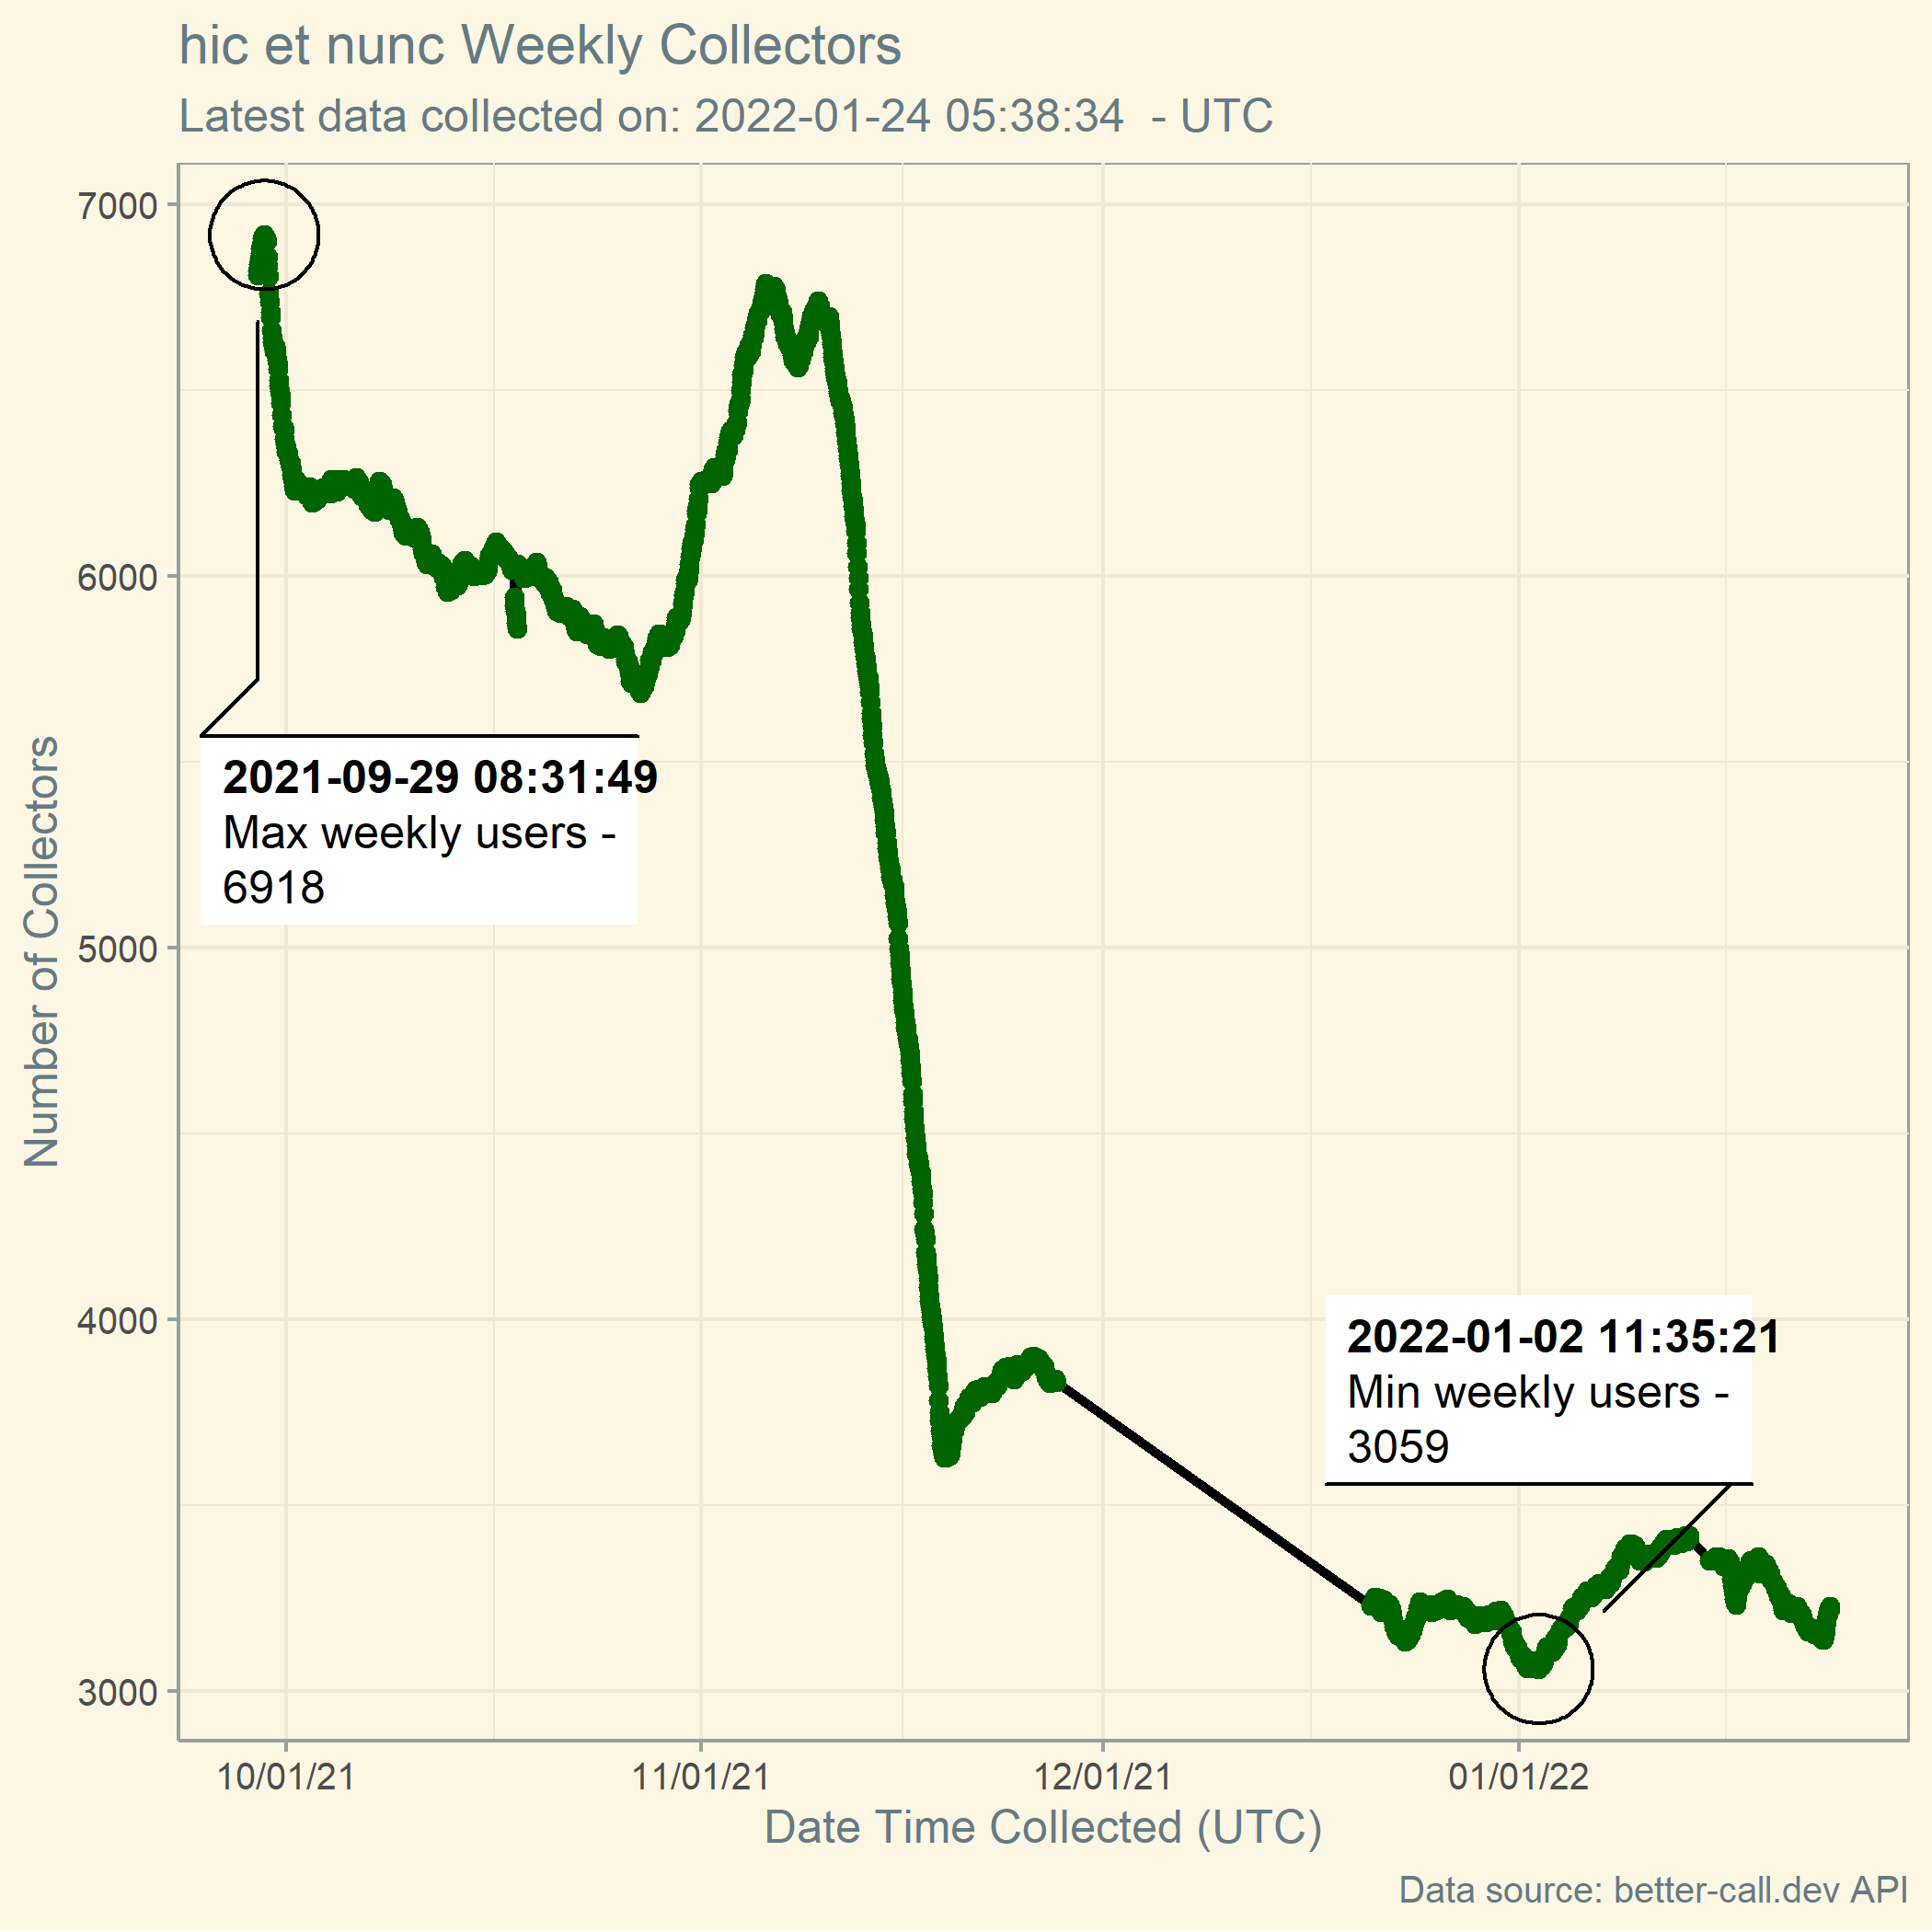 hic et nunc Weekly Collectors
Latest data collected on: 2022-01-24 05:38:34  - UTC
Number of Collectors
7000
6000
5000
4000
3000
2021-09-29 08:31:49
Max weekly users -
6918
2022-01-02 11:35:21
Min weekly users -
3059
10/01/21
11/01/21
12/01/21
01/01/22
Date Time Collected (UTC)
Data source: better-call.dev API